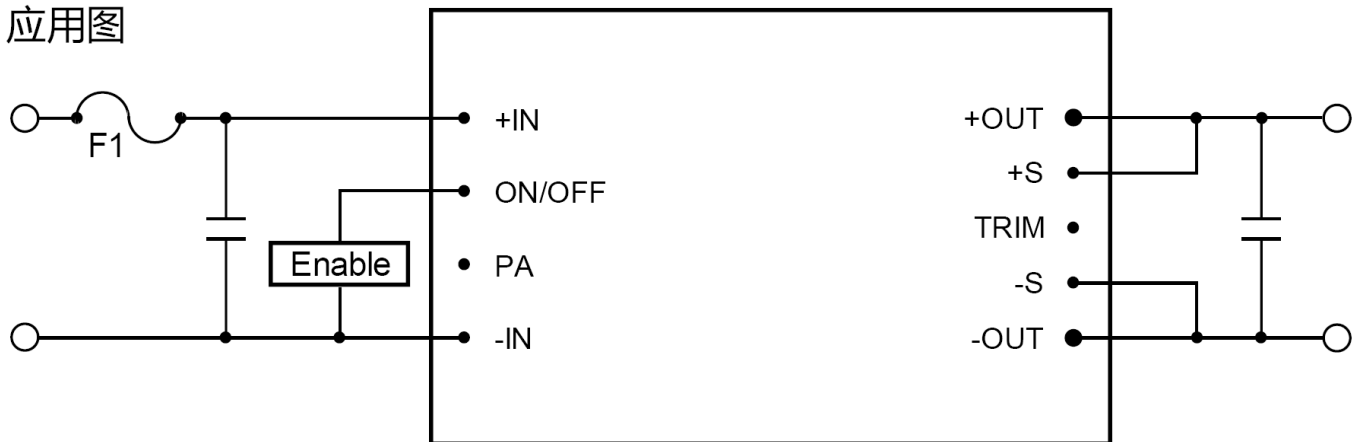 应用图
F1
Enable
+IN
ON/OFF
PA
-IN
+OUT
+S
TRIM
-S
-OUT